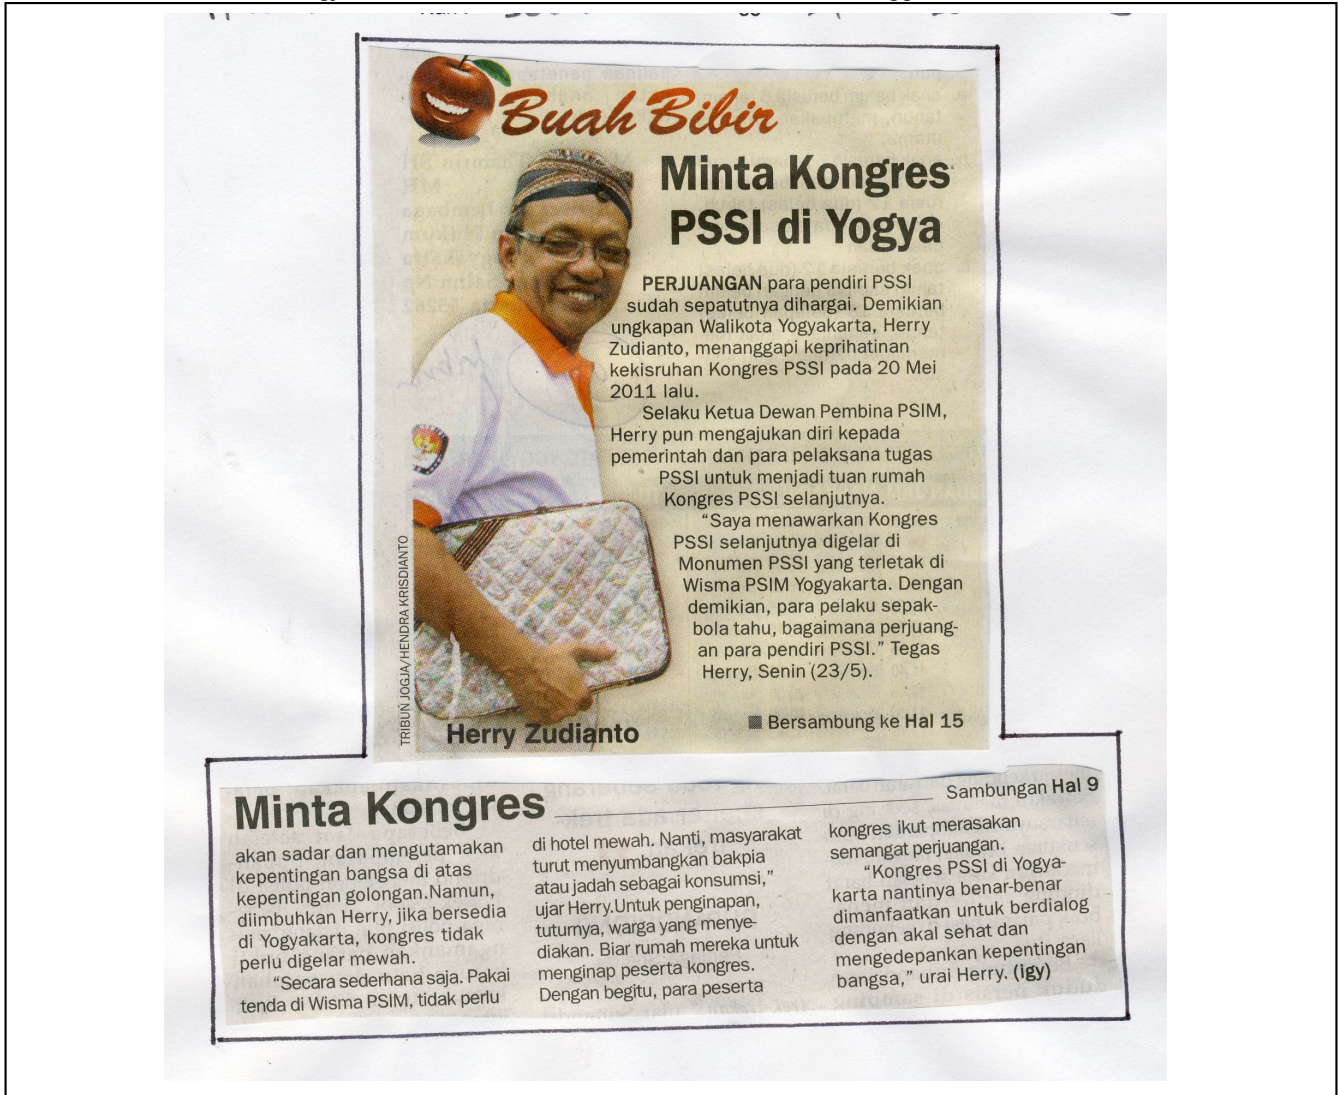 Buah Bibir
Minta Kongres
PSSI di Yogya
PERJUANGAN para pendiri PSSI
sudah sepatutnya dihargai. Demikian
ungkapan Walikota Yogyakarta, Herry
Zudianto, menanggapi keprihatinan
kekisruhan Kongres PSSI pada 20 Mei
2011 lalu.
Selaku Ketua Dewan Pembina PSIM,
Herry pun mengajukan diri kepada
pemerintah dan para pelaksana tugas
PSSI untuk menjadi tuan rumah
Kongres PSSI selanjutnya.
“Saya menawarkan Kongres
PSSI selanjutnya digelar di
Monumen PSSI yang terletak di
Wisma PSIM Yogyakarta. Dengan
demikian, para pelaku sepak-
bola tahu, bagaimana perjuang-
an para pendiri PSSI.” Tegas
Herry, Senin (23/5).
■ Bersambung ke Hal 15
TRIBUN JOGJA/HENDRA KRISDIANTO
Herry Zudianto
Minta Kongres
Sambungan Hal 9
akan sadar dan mengutamakan
kepentingan bangsa di atas
kepentingan golongan.Namun,
diimbuhkan Herry, jika bersedia
di Yogyakarta, kongres tidak
perlu digelar mewah.
“Secara sederhana saja. Pakai
tenda di Wisma PSIM, tidak perlu
di hotel mewah. Nanti, masyarakat
turut menyumbangkan bakpia
atau jadah sebagai konsumsi,”
ujar Herry.Untuk penginapan,
tuturnya, warga yang menye-
diakan. Biar rumah mereka untuk
menginap peserta kongres.
Dengan begitu, para peserta
kongres ikut merasakan
semangat perjuangan.
“Kongres PSSI di Yogya-
karta nantinya benar-benar
dimanfaatkan untuk berdialog
dengan akal sehat dan
mengedepankan kepentingan
bangsa,” urai Herry. (igy)